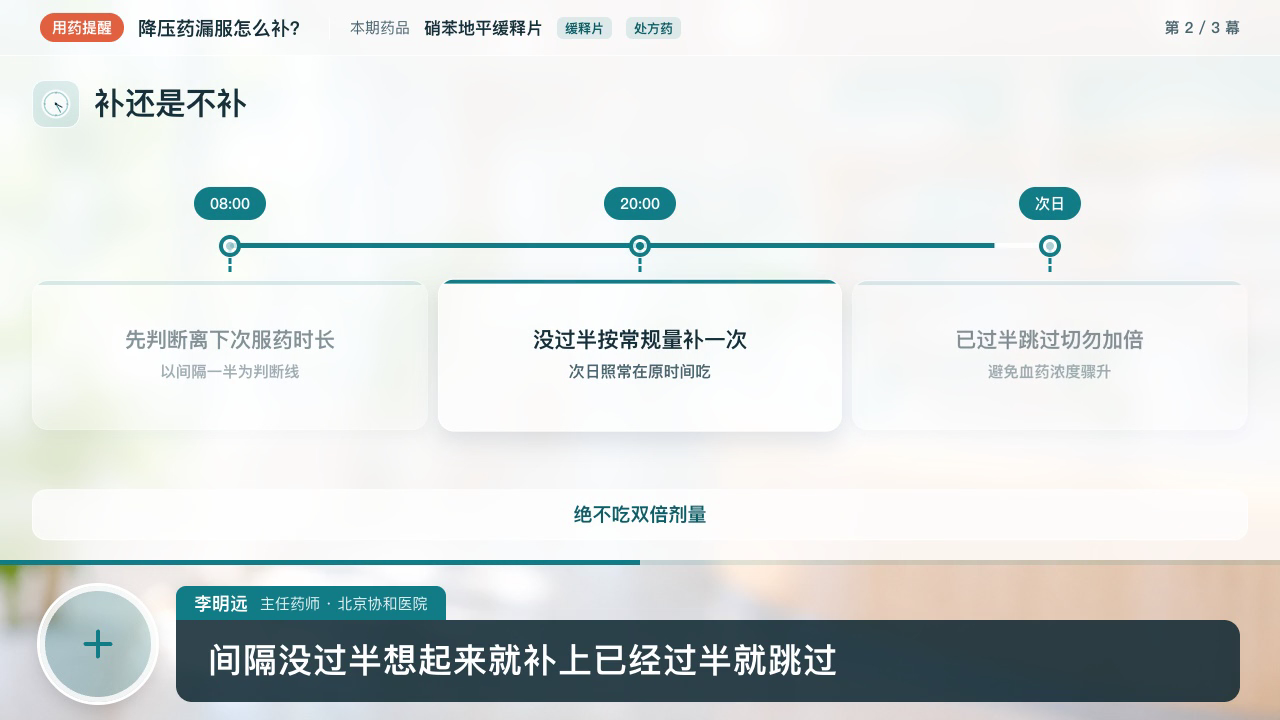 用药提醒 降压药漏服怎么补? 本期药品 硝苯地平缓释片 缓释片 处方药 第 2 / 3 幕
补还是不补
08:00 20:00 次日
先判断离下次服药时长
以间隔一半为判断线
没过半按常规量补一次
次日照常在原时间吃
已过半跳过切勿加倍
避免血药浓度骤升
绝不吃双倍剂量
李明远 主任药师 · 北京协和医院
间隔没过半想起来就补上已经过半就跳过